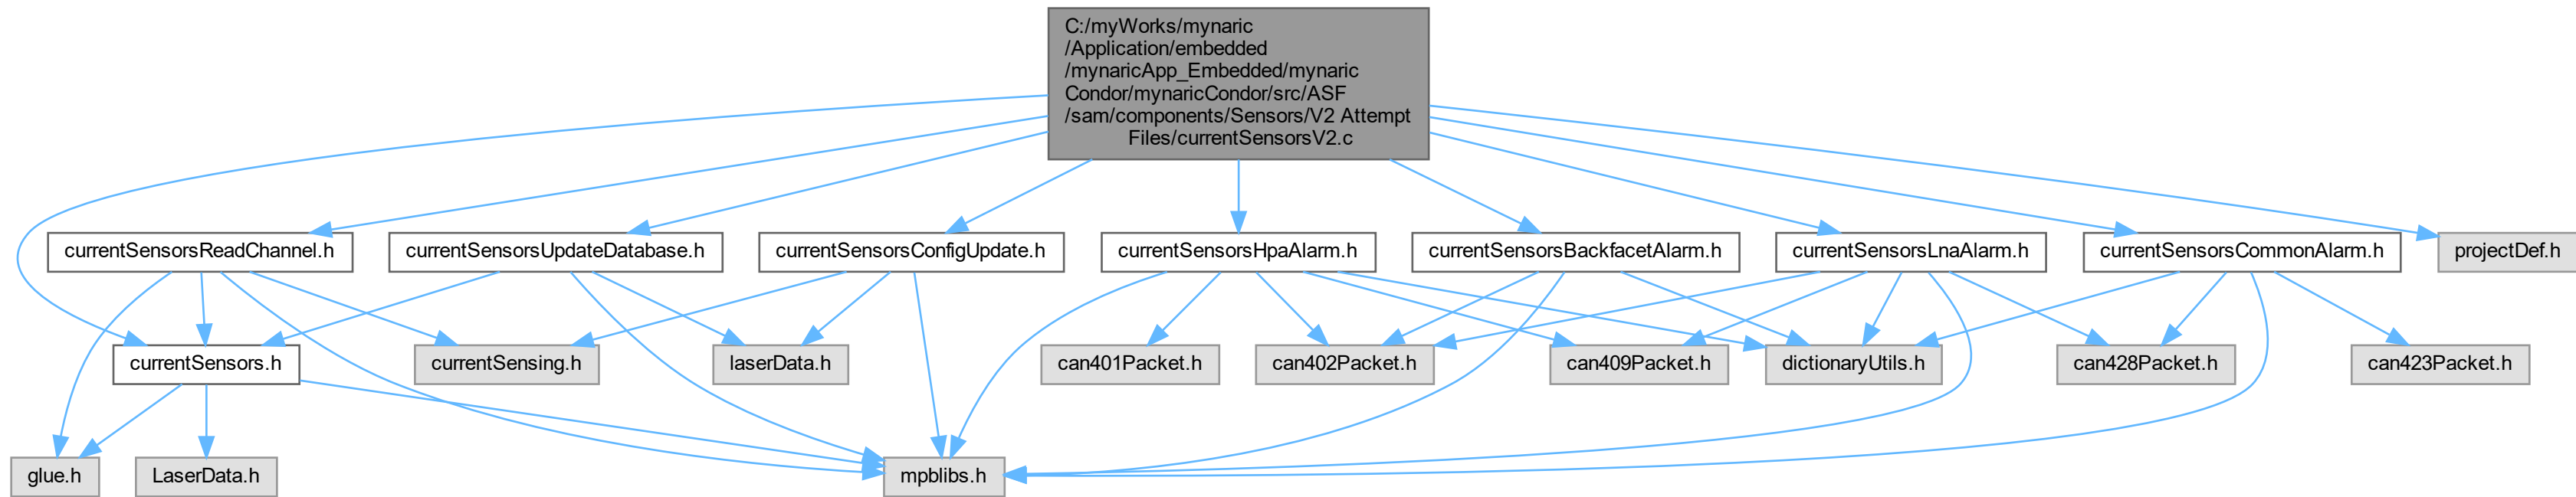 C:/myWorks/mynaric
/Application/embedded
/mynaricApp_Embedded/mynaric
Condor/mynaricCondor/src/ASF
/sam/components/Sensors/V2 Attempt
Files/currentSensorsV2.c
currentSensorsReadChannel.h
currentSensorsUpdateDatabase.h
currentSensorsConfigUpdate.h
currentSensorsHpaAlarm.h
currentSensorsBackfacetAlarm.h
currentSensorsLnaAlarm.h
currentSensorsCommonAlarm.h
projectDef.h
currentSensors.h
currentSensing.h
laserData.h
can401Packet.h
can402Packet.h
can409Packet.h
dictionaryUtils.h
can428Packet.h
can423Packet.h
glue.h
LaserData.h
mpblibs.h